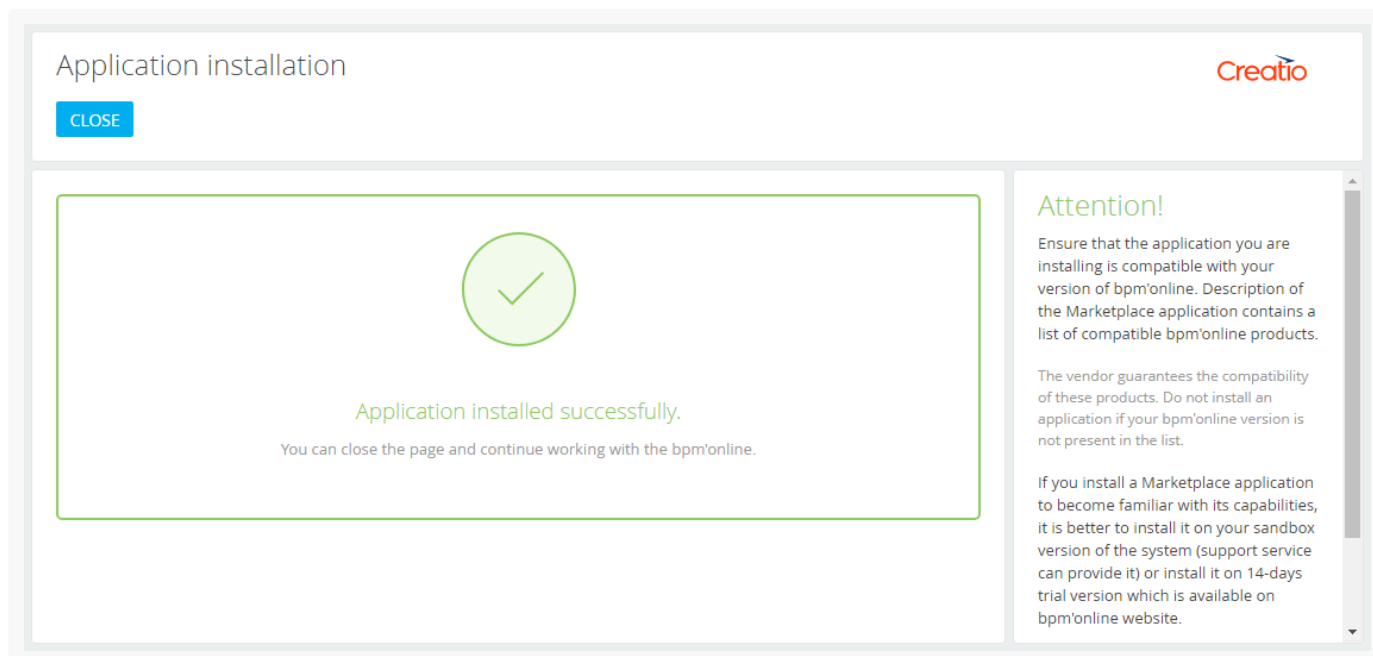 Application installation
Creatio
CLOSE
Application installed successfully.
You can close the page and continue working with the bpm'online.
Attention!
Ensure that the application you are
installing is compatible with your
version of bpm'online. Description of
the Marketplace application contains a
list of compatible bpm'online products.
The vendor guarantees the compatibility
of these products. Do not install an
application if your bpm'online version is
not present in the list.
If you install a Marketplace application
to become familiar with its capabilities,
it is better to install it on your sandbox
version of the system (support service
can provide it) or install it on 14-days
trial version which is available on
bpm'online website.